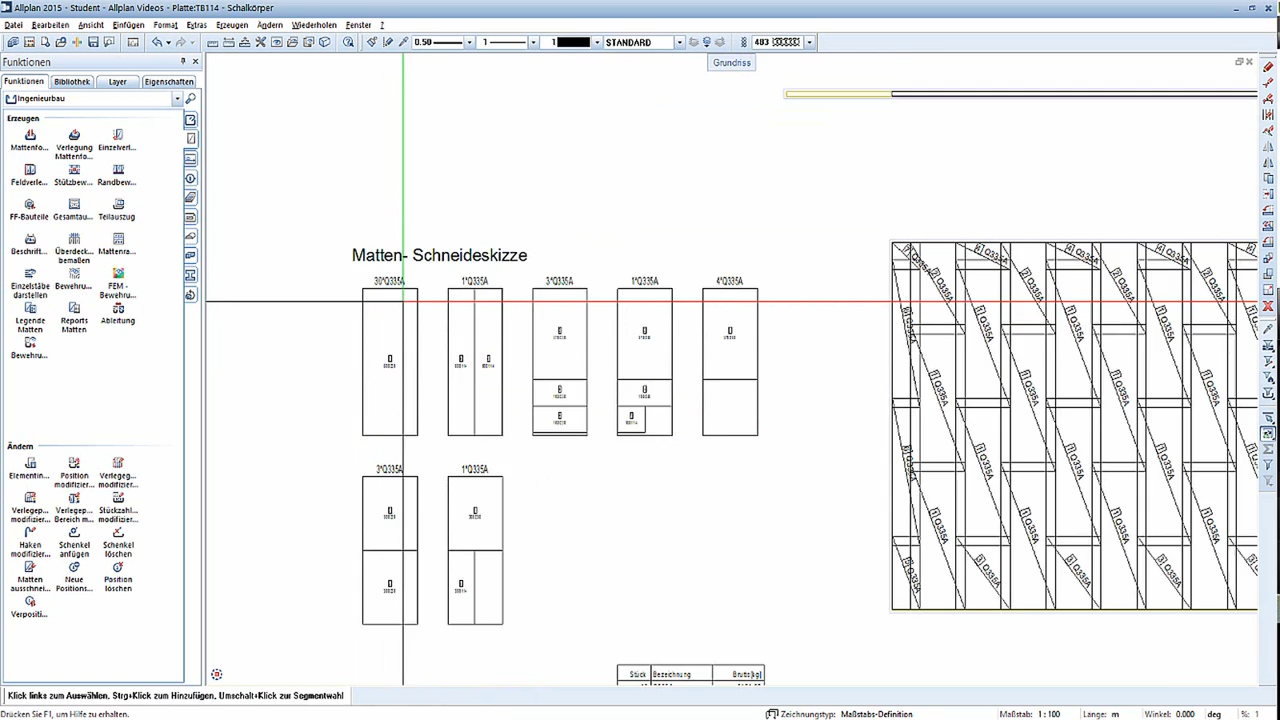 Allplan 2015 - Student - Allplan Videos - Platte:TB114 - Schalkörper
Datei Bearbeiten Ansicht Einfügen Format Extras Erzeugen Ändern Wiederholen Fenster ?
0.50 1 1 STANDARD 403
Funktionen
Grundriss
Funktionen Bibliothek Layer Eigenschaften
Ingenieurbau
Erzeugen
Mattenfo... Verlegung Mattenfo... Einzelverl...
Feldverle... Stützbew... Randbew...
FF-Bauteile Gesamtau... Teilauszug
Beschrift... Überdeck... bemaßen Mattenra...
Einzelstäbe darstellen Bewehru... FEM - Bewehru...
Legende Matten Reports Matten Ableitung
Bewehru...
Ändern
Elementin... Position modifizier... Verlegep... modifizier...
Verlegep... modifizier... Verlegep... Bereich m... Stückzahl... modifizier...
Haken modifizier... Schenkel anfügen Schenkel löschen
Matten ausschnei... Neue Positions... Position löschen
Verpositi...
Matten- Schneideskizze
30*Q335A 1*Q335A 3*Q335A 1*Q335A 4*Q335A
3*Q335A 1*Q335A
Stück Bezeichnung Brutto[kg]
Klick links zum Auswählen, Strg+Klick zum Hinzufügen, Umschalt+Klick zur Segmentwahl
Drücken Sie F1, um Hilfe zu erhalten. Zeichnungstyp: Maßstabs-Definition Maßstab: 1 : 100 Länge: m Winkel: 0.000 deg %: 1